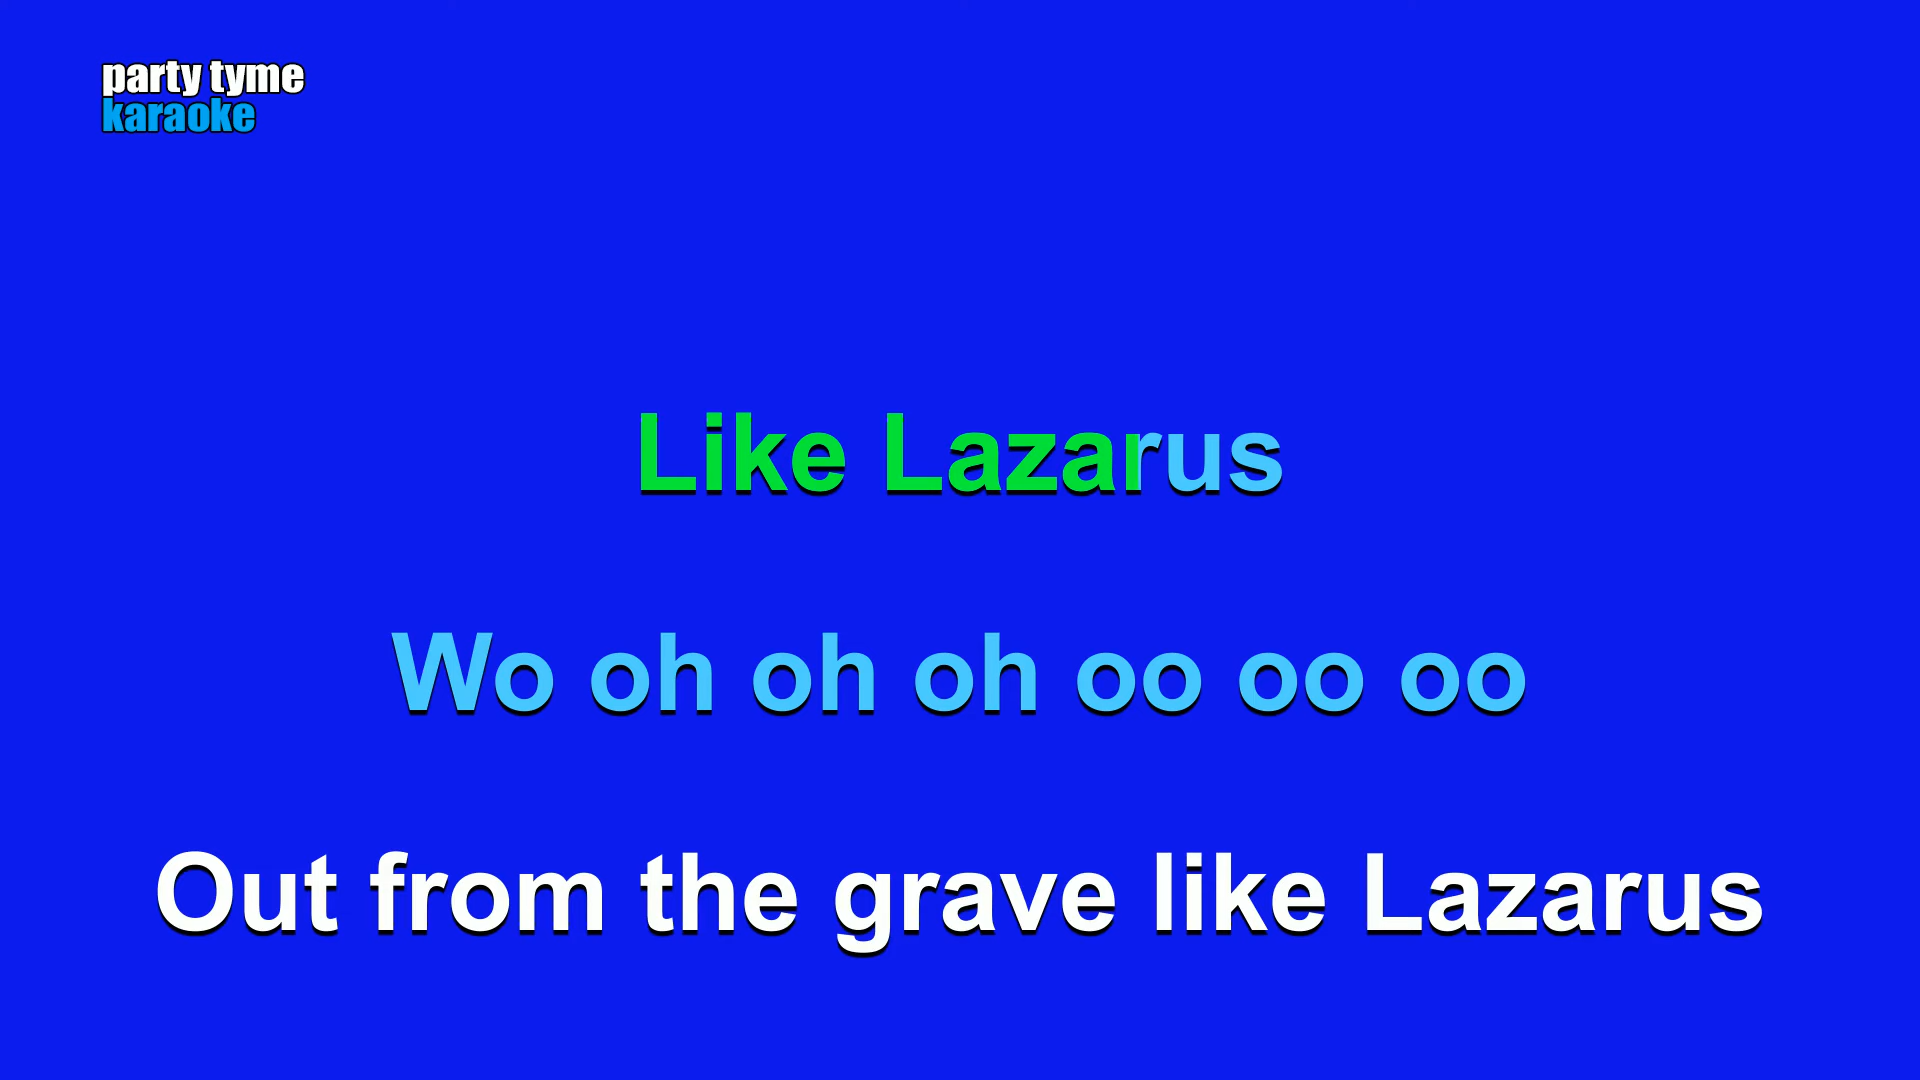 party tyme
karaoke
Like Lazarus
Wo oh oh oh oo oo oo
Out from the grave like Lazarus